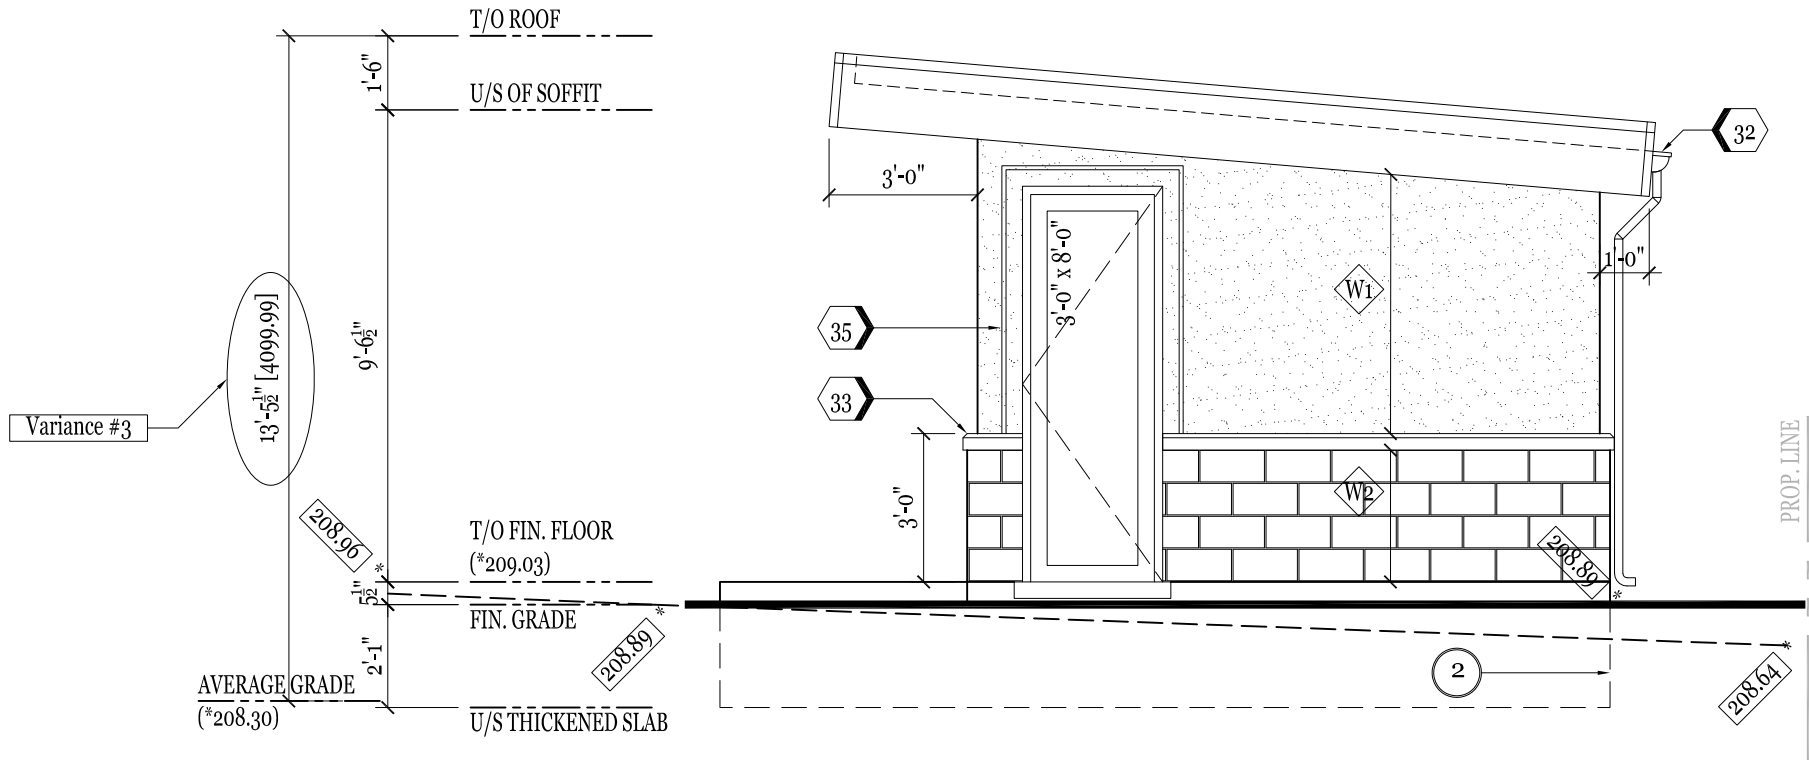 T/O ROOF
1'-6"
U/S OF SOFFIT
32
3'-0"
3'-0" x 8'-0"
1'-0"
W1
35
13'-5½" [4099.99]
9'-6½"
33
Variance #3
PROP. LINE
W2
3'-0"
208.96
*
T/O FIN. FLOOR
(*209.03)
208.89
*
5½"
FIN. GRADE
*
208.89
2'-1"
2
*
208.64
AVERAGE GRADE
(*208.30)
U/S THICKENED SLAB